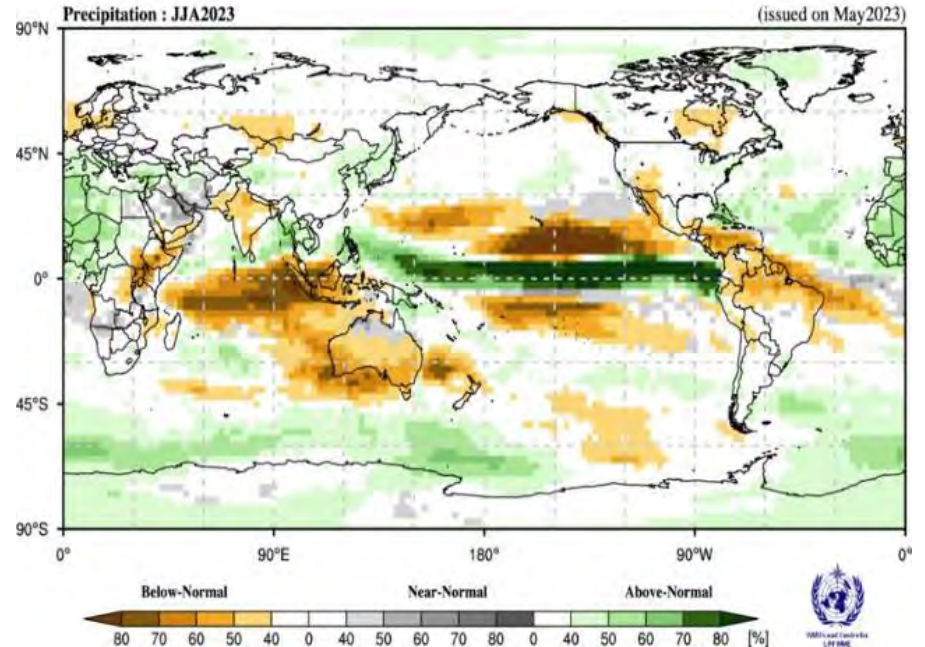 Precipitation : JJA2023 (issued on May2023)
90°N
45°N
0°
45°S
90°S
0° 90°E 180° 90°W 0°
Below-Normal Near-Normal Above-Normal
80 70 60 50 40 0 40 50 60 70 80 0 40 50 60 70 80 [%]